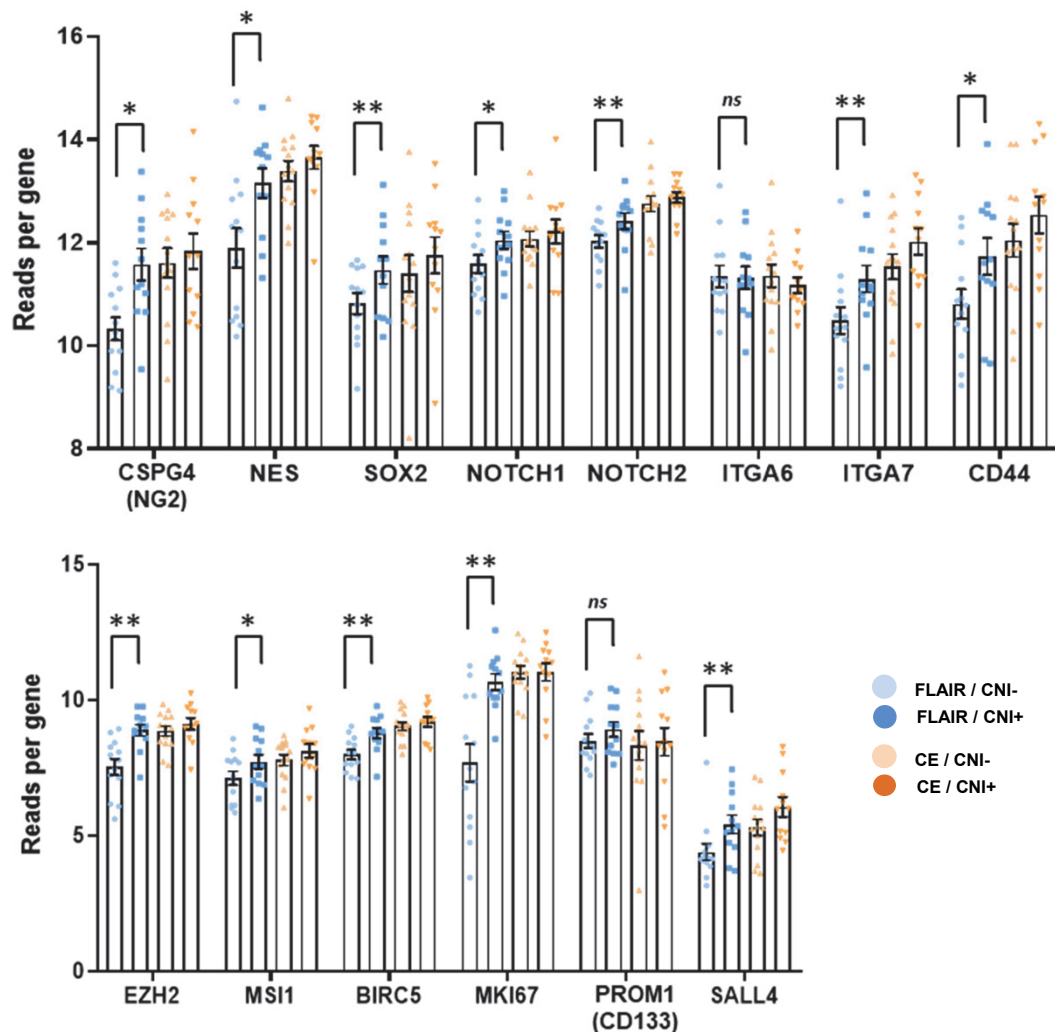 16
14
12
10
8
Reads per gene
*
*
**
*
**
ns
**
*
CSPG4
(NG2)
NES
SOX2
NOTCH1
NOTCH2
ITGA6
ITGA7
CD44
15
10
5
0
Reads per gene
**
*
**
**
ns
**
EZH2
MSI1
BIRC5
MKI67
PROM1
(CD133)
SALL4
FLAIR / CNI-
FLAIR / CNI+
CE / CNI-
CE / CNI+